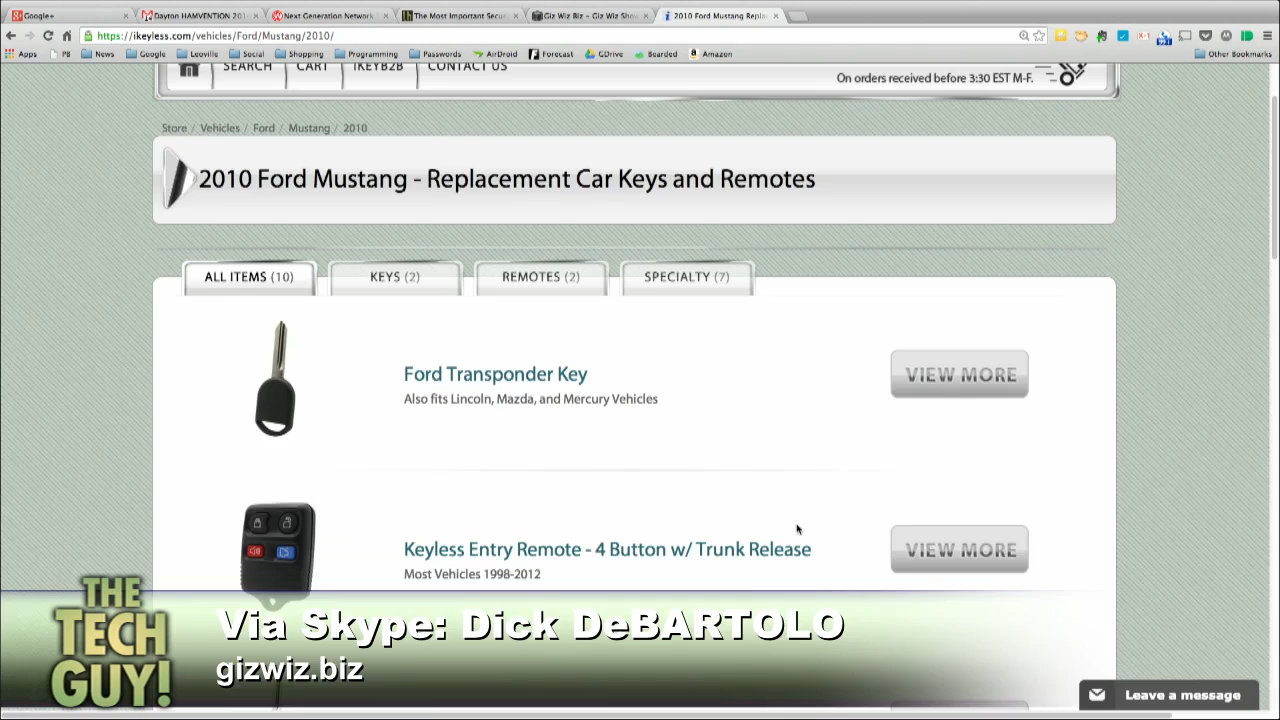 Google+
Dayton HAMVENTION 201
Next Generation Network
The Most Important Secur
Giz Wiz Biz – Giz Wiz Sho
2010 Ford Mustang Repla
https://ikeyless.com/vehicles/Ford/Mustang/2010/
Apps PB News Google Leoville Social Shopping Programming Passwords AirDroid Forecast GDrive Bearded Amazon Other Bookmarks
SEARCH CART IKEYB2B CONTACT US
On orders received before 3:30 EST M-F.
Store / Vehicles / Ford / Mustang / 2010
2010 Ford Mustang - Replacement Car Keys and Remotes
ALL ITEMS (10) KEYS (2) REMOTES (2) SPECIALTY (7)
Ford Transponder Key
Also fits Lincoln, Mazda, and Mercury Vehicles
VIEW MORE
Keyless Entry Remote - 4 Button w/ Trunk Release
Most Vehicles 1998-2012
VIEW MORE
THE
TECH
GUY!
Via Skype: Dick DeBARTOLO
gizwiz.biz
Leave a message